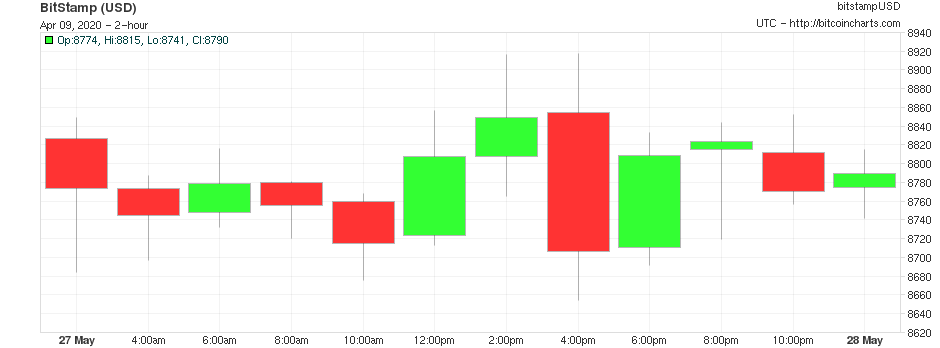 BitStamp (USD)
bitstampUSD
Apr 09, 2020 - 2-hour
UTC - http://bitcoincharts.com
Op:8774, Hi:8815, Lo:8741, Cl:8790
8940
8920
8900
8880
8860
8840
8820
8800
8780
8760
8740
8720
8700
8680
8660
8640
8620
27 May 4:00am 6:00am 8:00am 10:00am 12:00pm 2:00pm 4:00pm 6:00pm 8:00pm 10:00pm 28 May